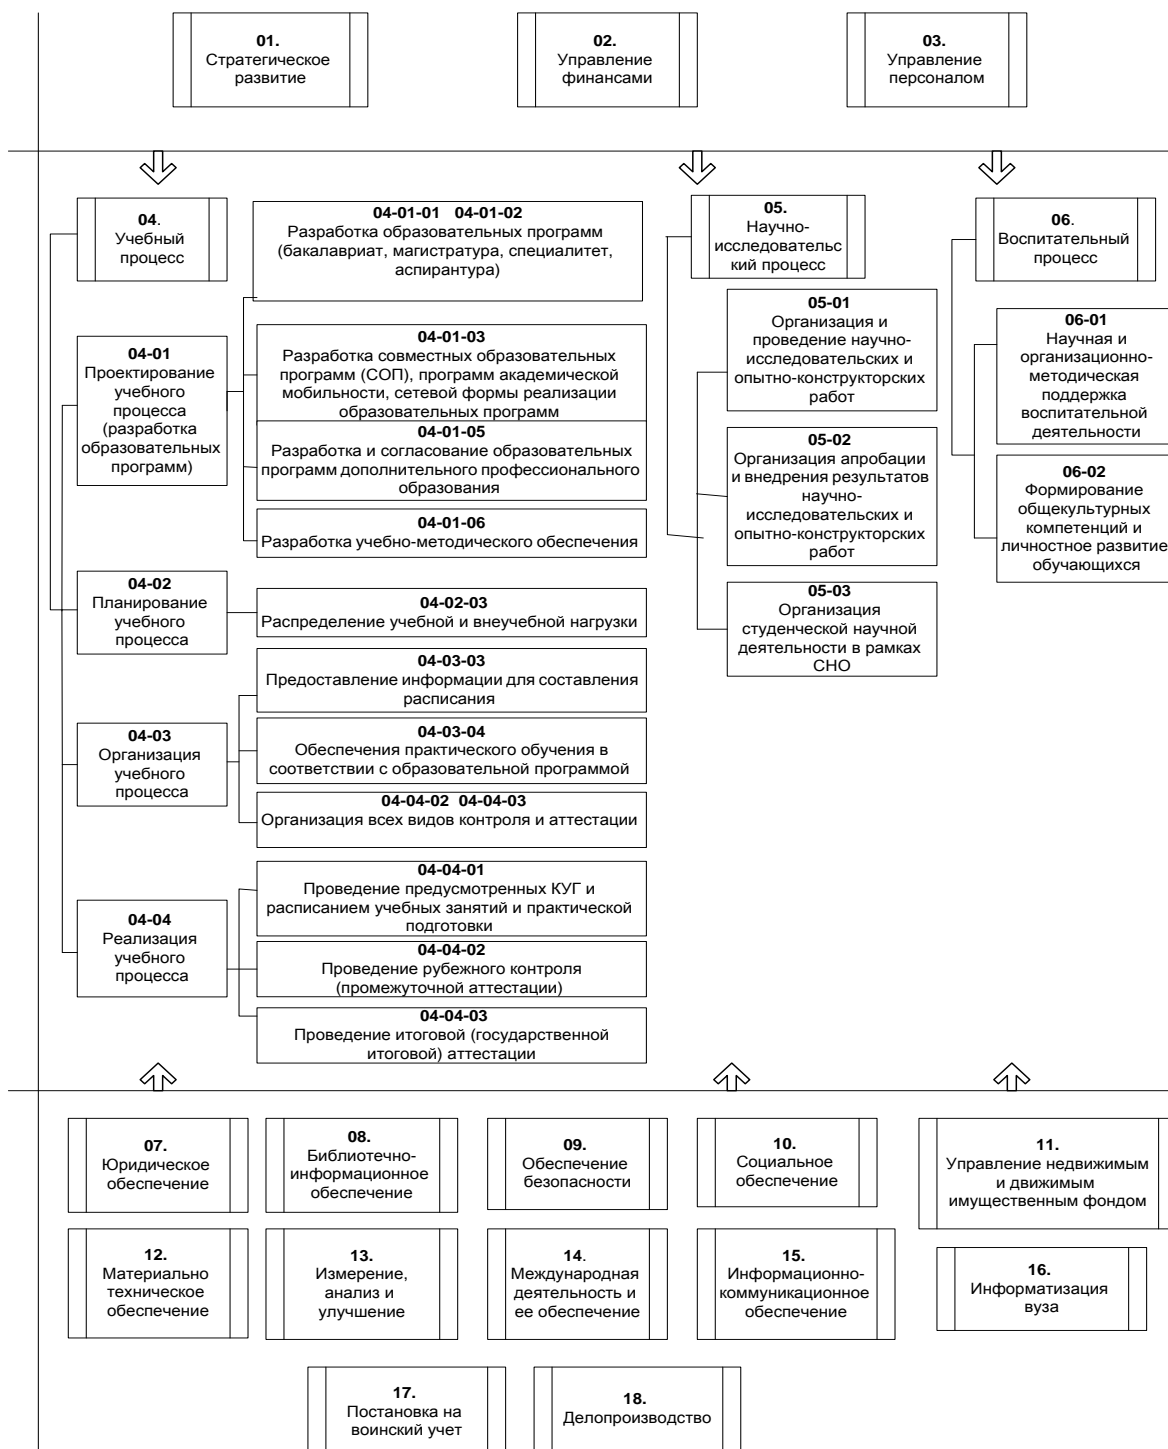 01.
Стратегическое
развитие
02.
Управление
финансами
03.
Управление
персоналом
04.
Учебный
процесс
04-01-01   04-01-02
Разработка образовательных программ
(бакалавриат, магистратура, специалитет,
аспирантура)
05.
Научно-
исследовательс
кий процесс
06.
Воспитательный
процесс
04-01
Проектирование
учебного
процесса
(разработка
образовательных
программ)
04-01-03
Разработка совместных образовательных
программ (СОП), программ академической
мобильности, сетевой формы реализации
образовательных программ
04-01-05
Разработка и согласование образовательных
программ дополнительного профессионального
образования
04-01-06
Разработка учебно-методического обеспечения
05-01
Организация и
проведение научно-
исследовательских и
опытно-конструкторских
работ
05-02
Организация апробации
и внедрения результатов
научно-
исследовательских и
опытно-конструкторских
работ
05-03
Организация
студенческой научной
деятельности в рамках
СНО
06-01
Научная и
организационно-
методическая
поддержка
воспитательной
деятельности
06-02
Формирование
общекультурных
компетенций и
личностное развитие
обучающихся
04-02
Планирование
учебного
процесса
04-02-03
Распределение учебной и внеучебной нагрузки
04-03
Организация
учебного
процесса
04-03-03
Предоставление информации для составления
расписания
04-03-04
Обеспечения практического обучения в
соответствии с образовательной программой
04-04-02  04-04-03
Организация всех видов контроля и аттестации
04-04
Реализация
учебного
процесса
04-04-01
Проведение предусмотренных КУГ и
расписанием учебных занятий и практической
подготовки
04-04-02
Проведение рубежного контроля
(промежуточной аттестации)
04-04-03
Проведение итоговой (государственной
итоговой) аттестации
07.
Юридическое
обеспечение
08.
Библиотечно-
информационное
обеспечение
09.
Обеспечение
безопасности
10.
Социальное
обеспечение
11.
Управление недвижимым
и движимым
имущественным фондом
12.
Материально
техническое
обеспечение
13.
Измерение,
анализ и
улучшение
14.
Международная
деятельность и
ее обеспечение
15.
Информационно-
коммуникационное
обеспечение
16.
Информатизация
вуза
17.
Постановка на
воинский учет
18.
Делопроизводство